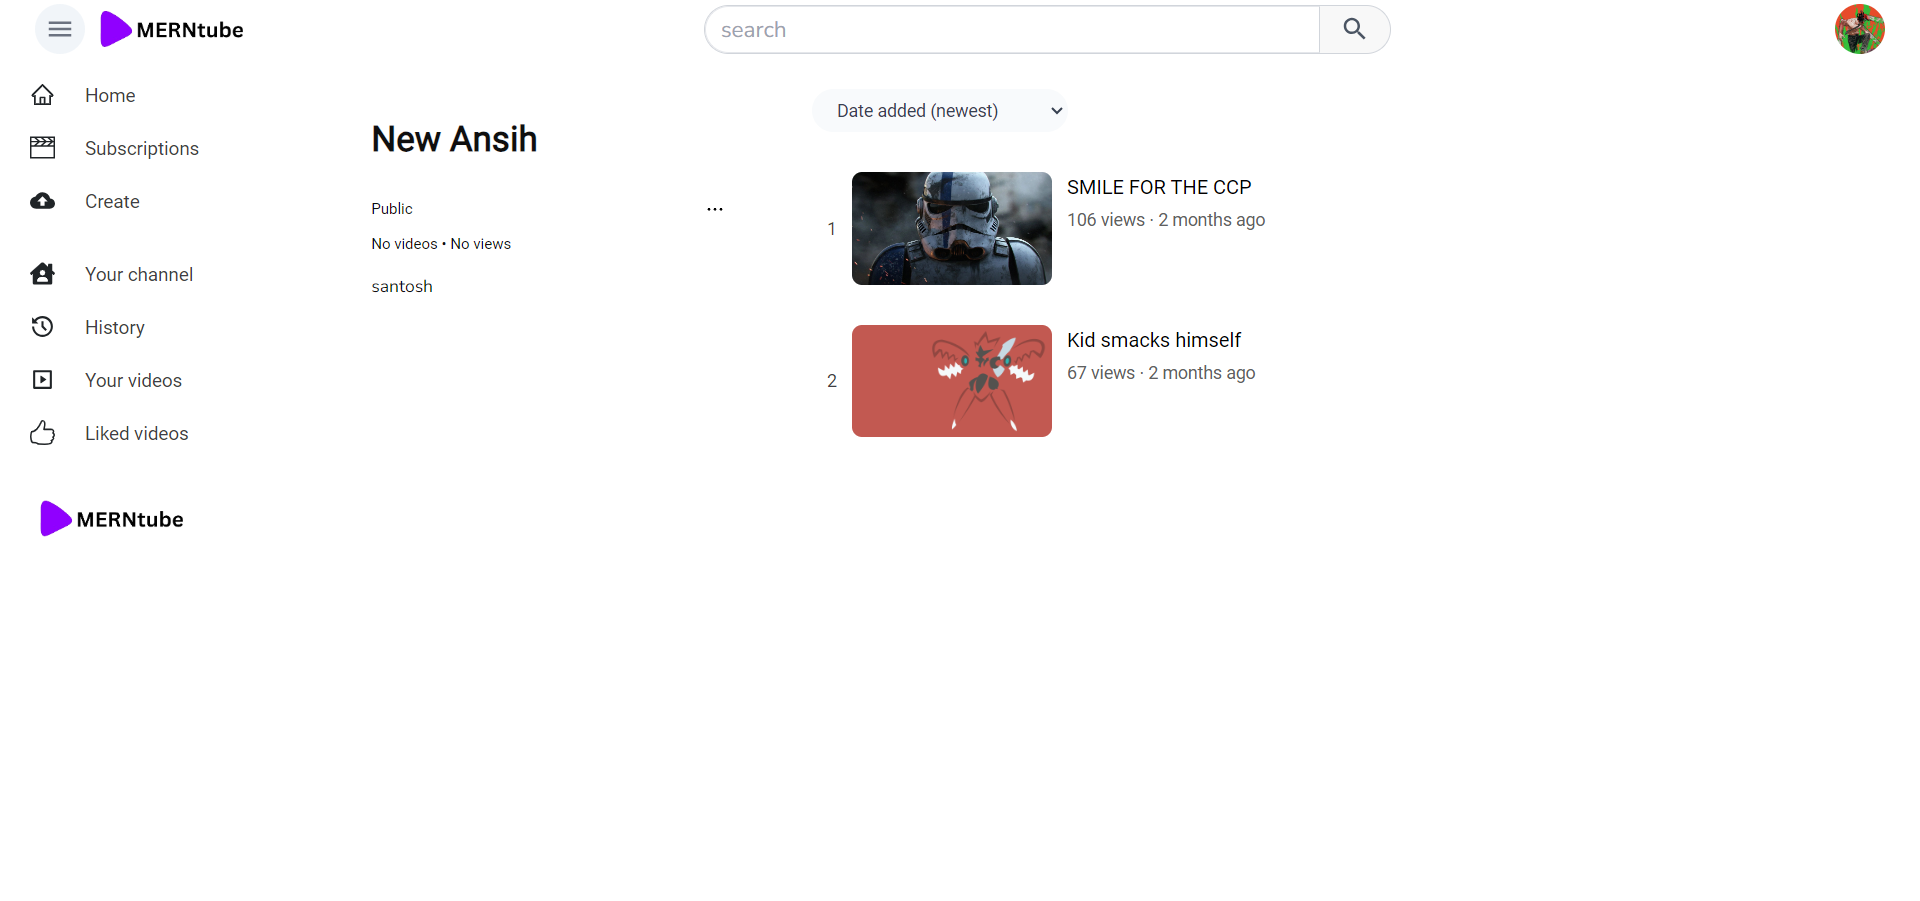 MERNtube
search
Home
Subscriptions
Create
Your channel
History
Your videos
Liked videos
MERNtube
New Ansih
Public
...
No videos • No views
santosh
Date added (newest)
1
SMILE FOR THE CCP
106 views · 2 months ago
2
Kid smacks himself
67 views · 2 months ago